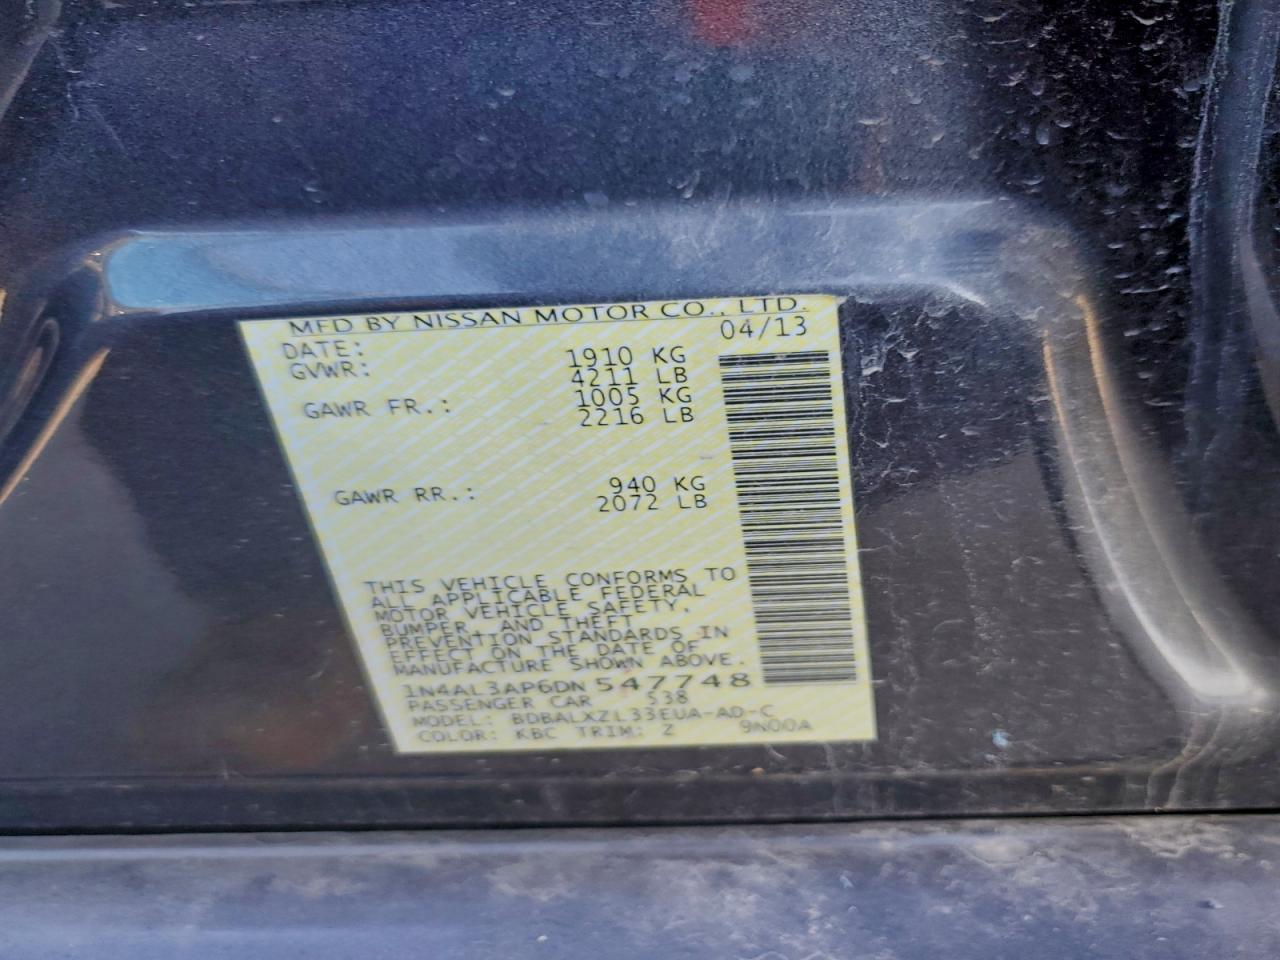 MFD BY NISSAN MOTOR CO., LTD.
DATE: 04/13
GVWR: 1910 KG
4211 LB
GAWR FR.: 1005 KG
2216 LB
GAWR RR.: 940 KG
2072 LB
THIS VEHICLE CONFORMS TO
ALL APPLICABLE FEDERAL
MOTOR VEHICLE SAFETY,
BUMPER, AND THEFT
PREVENTION STANDARDS IN
EFFECT ON THE DATE OF
MANUFACTURE SHOWN ABOVE.
1N4AL3AP6DN 547748
PASSENGER CAR 538
MODEL: BDBALXZL33EUA-AD-C
COLOR: KBC TRIM: Z 9N00A